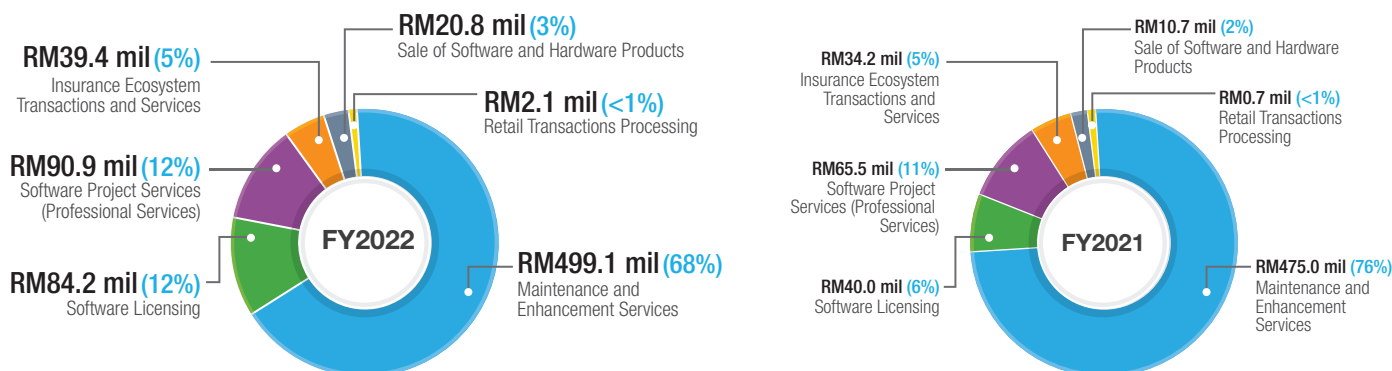 RM20.8 mil (3%)
Sale of Software and Hardware Products
RM39.4 mil (5%)
Insurance Ecosystem
Transactions and Services
RM2.1 mil (<1%)
Retail Transactions Processing
RM90.9 mil (12%)
Software Project Services
(Professional Services)
FY2022
RM84.2 mil (12%)
Software Licensing
RM499.1 mil (68%)
Maintenance and
Enhancement Services
RM10.7 mil (2%)
Sale of Software and Hardware
Products
RM34.2 mil (5%)
Insurance Ecosystem
Transactions and
Services
RM0.7 mil (<1%)
Retail Transactions
Processing
RM65.5 mil (11%)
Software Project
Services (Professional
Services)
FY2021
RM40.0 mil (6%)
Software Licensing
RM475.0 mil (76%)
Maintenance and
Enhancement
Services